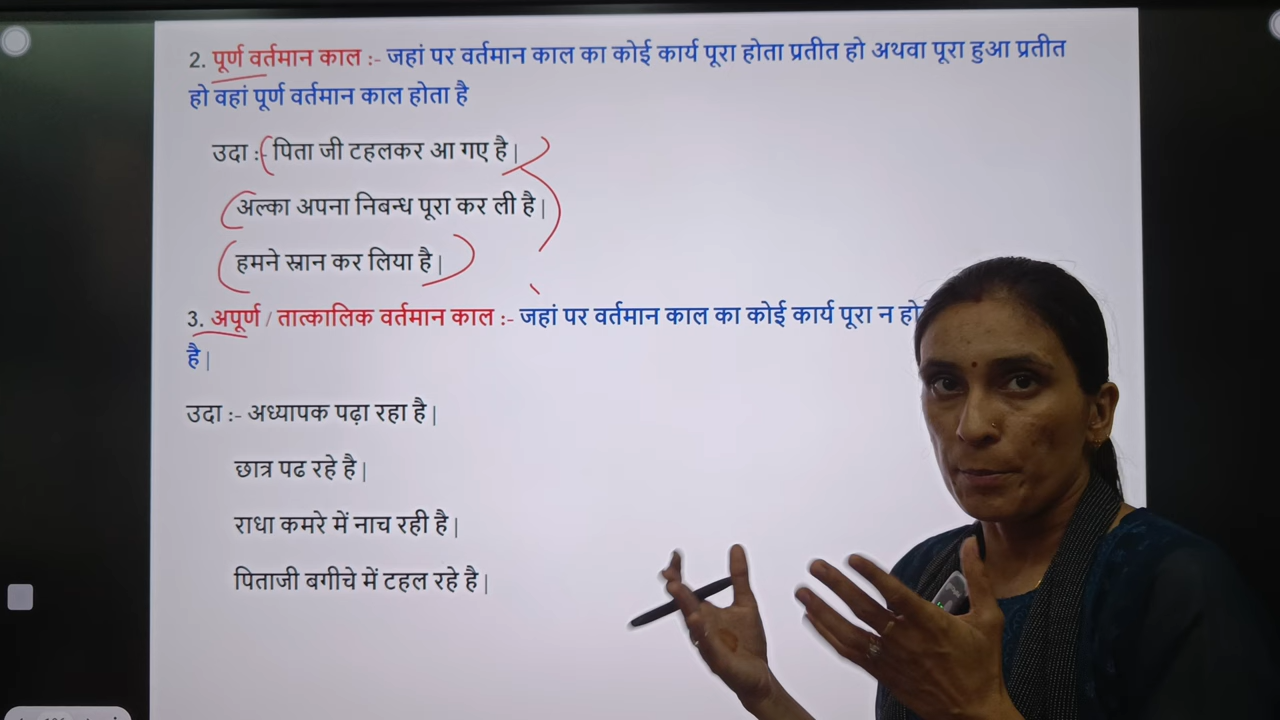 2. पूर्ण वर्तमान काल :- जहां पर वर्तमान काल का कोई कार्य पूरा होता प्रतीत हो अथवा पूरा हुआ प्रतीत
हो वहां पूर्ण वर्तमान काल होता है
उदा :- पिता जी टहलकर आ गए है|
अल्का अपना निबन्ध पूरा कर ली है|
हमने स्नान कर लिया है|
3. अपूर्ण / तात्कालिक वर्तमान काल :- जहां पर वर्तमान काल का कोई कार्य पूरा न
है|
उदा :- अध्यापक पढ़ा रहा है|
छात्र पढ रहे है|
राधा कमरे में नाच रही है|
पिताजी बगीचे में टहल रहे है|